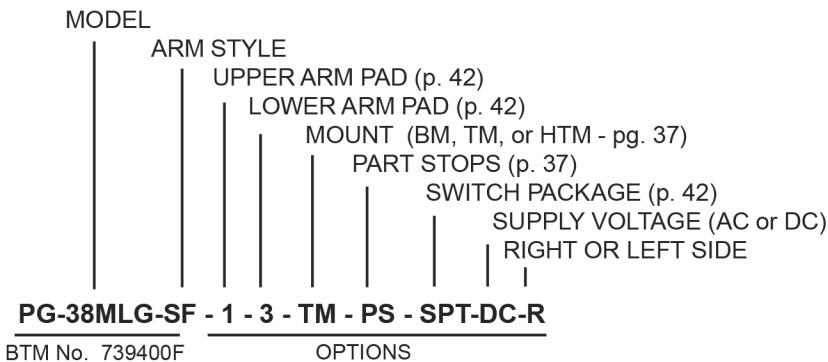 MODEL
ARM STYLE
UPPER ARM PAD (p. 42)
LOWER ARM PAD (p. 42)
MOUNT (BM, TM, or HTM - pg. 37)
PART STOPS (p. 37)
SWITCH PACKAGE (p. 42)
SUPPLY VOLTAGE (AC or DC)
RIGHT OR LEFT SIDE
PG-38MLG-SF - 1 - 3 - TM - PS - SPT-DC-R
BTM No. 739400F OPTIONS